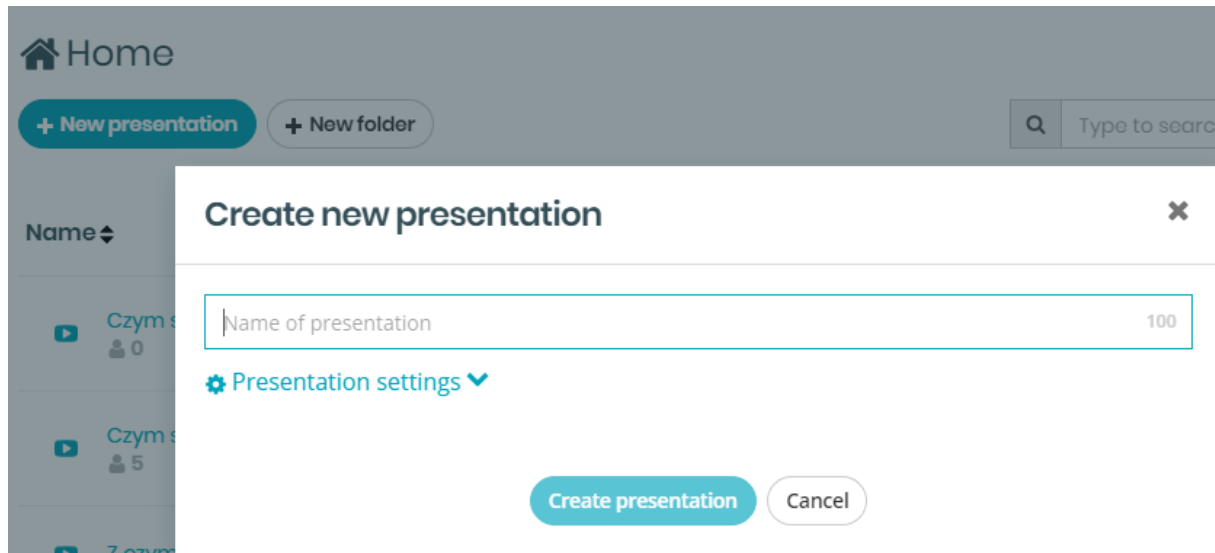 Home
+ New presentation
+ New folder
Type to searc
Create new presentation
Name
Name of presentation
100
Presentation settings
Czym s
0
Czym s
5
Create presentation
Cancel
Z czym